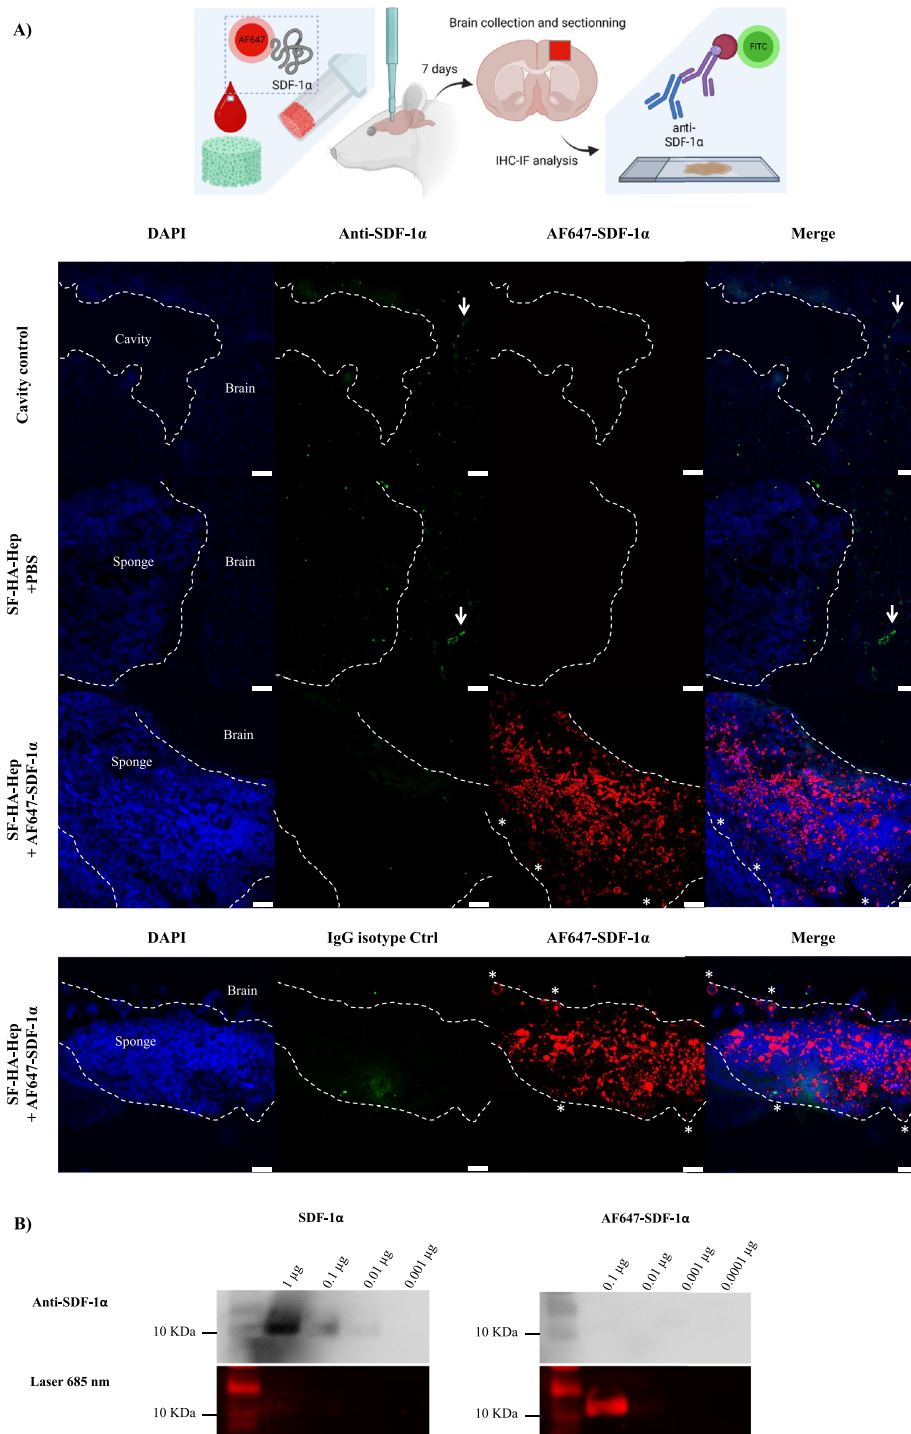 A)
Brain collection and sectionning
AF647
SDF-1α
7 days
FITC
anti-
SDF-1α
IHC-IF analysis
DAPI
Anti-SDF-1α
AF647-SDF-1α
Merge
Cavity control
Cavity
Brain
SF-HA-Hep
+PBS
Sponge
Brain
SF-HA-Hep
+ AF647-SDF-1α
Brain
Sponge
*
*
*
*
*
*
DAPI
IgG isotype Ctrl
AF647-SDF-1α
Merge
SF-HA-Hep
+ AF647-SDF-1α
Brain
Sponge
*
*
*
*
*
*
*
*
B)
SDF-1α
AF647-SDF-1α
1 µg
0.1 µg
0.01 µg
0.001 µg
0.1 µg
0.01 µg
0.001 µg
0.0001 µg
Anti-SDF-1α
10 KDa
10 KDa
Laser 685 nm
10 KDa
10 KDa